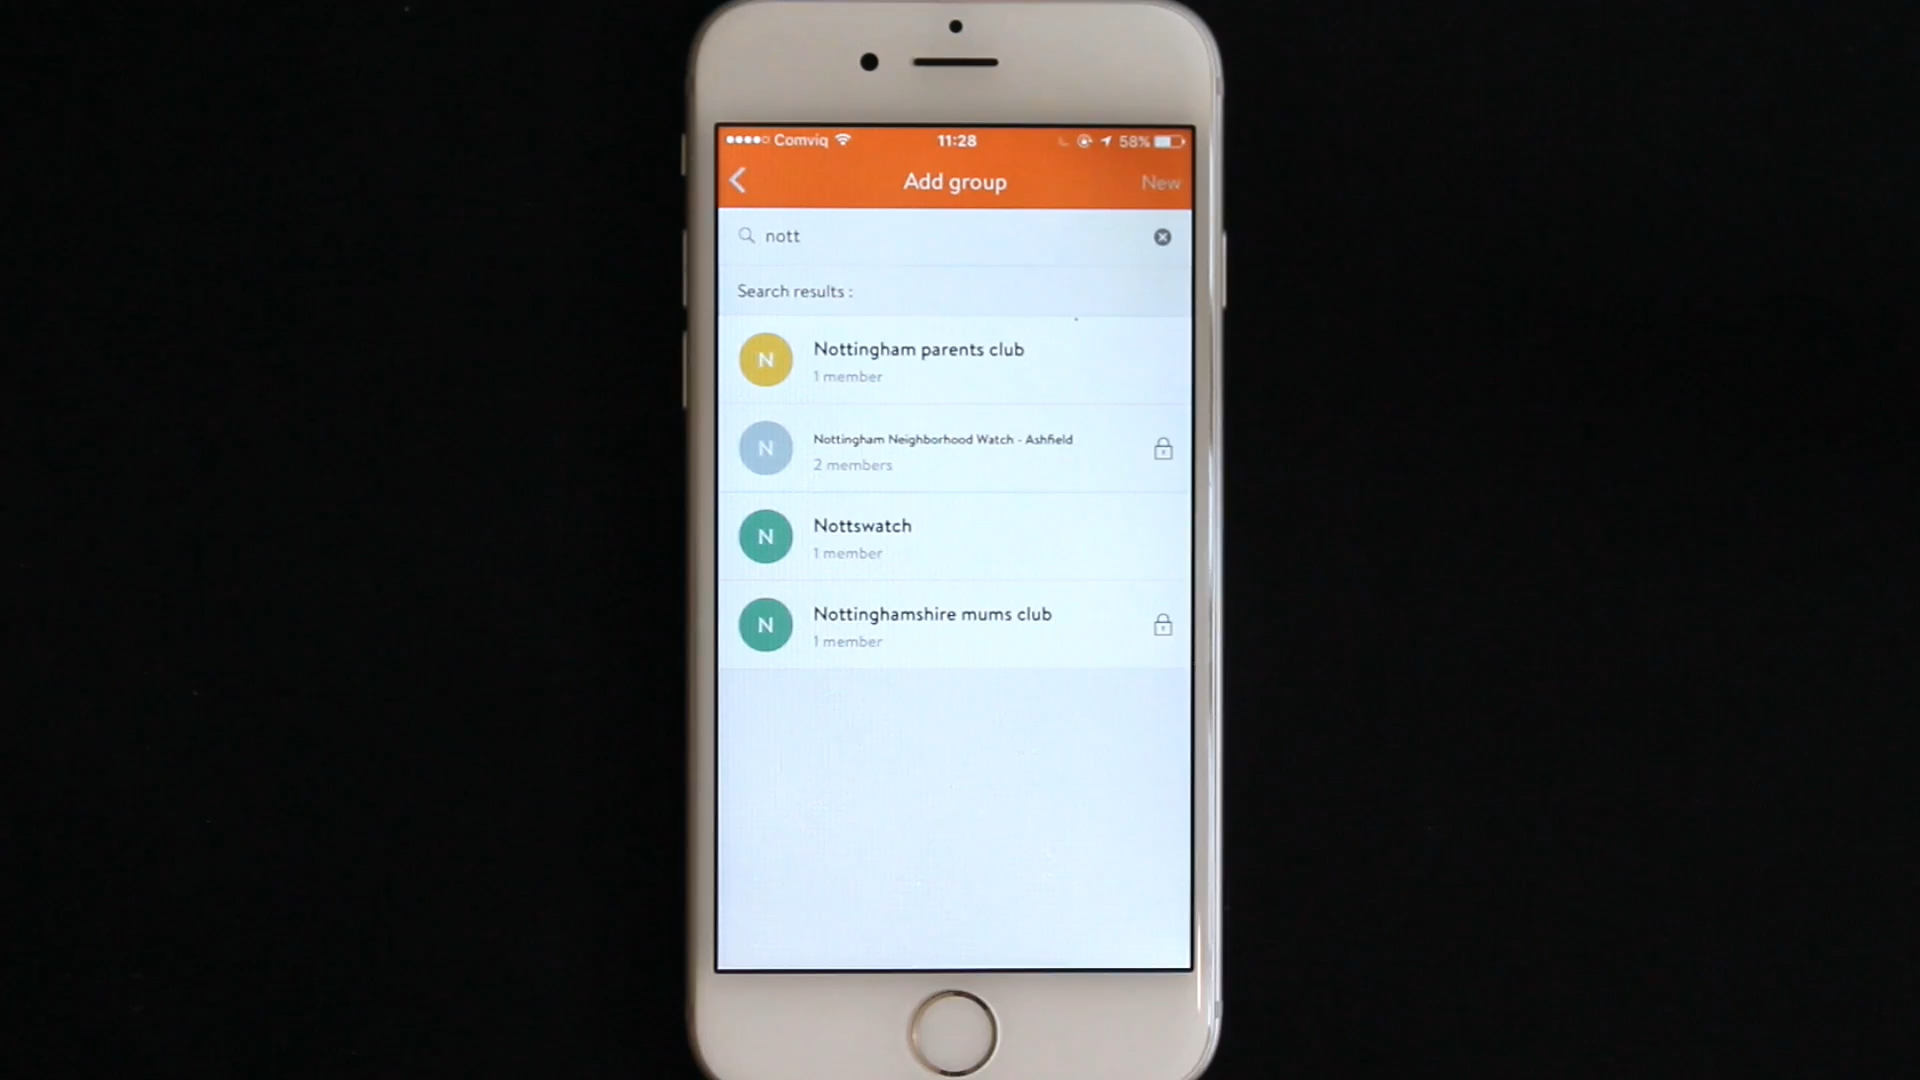 Comviq 11:28 58%
Add group New
nott
Search results :
N Nottingham parents club
1 member
N Nottingham Neighborhood Watch - Ashfield
2 members
N Nottswatch
1 member
N Nottinghamshire mums club
1 member